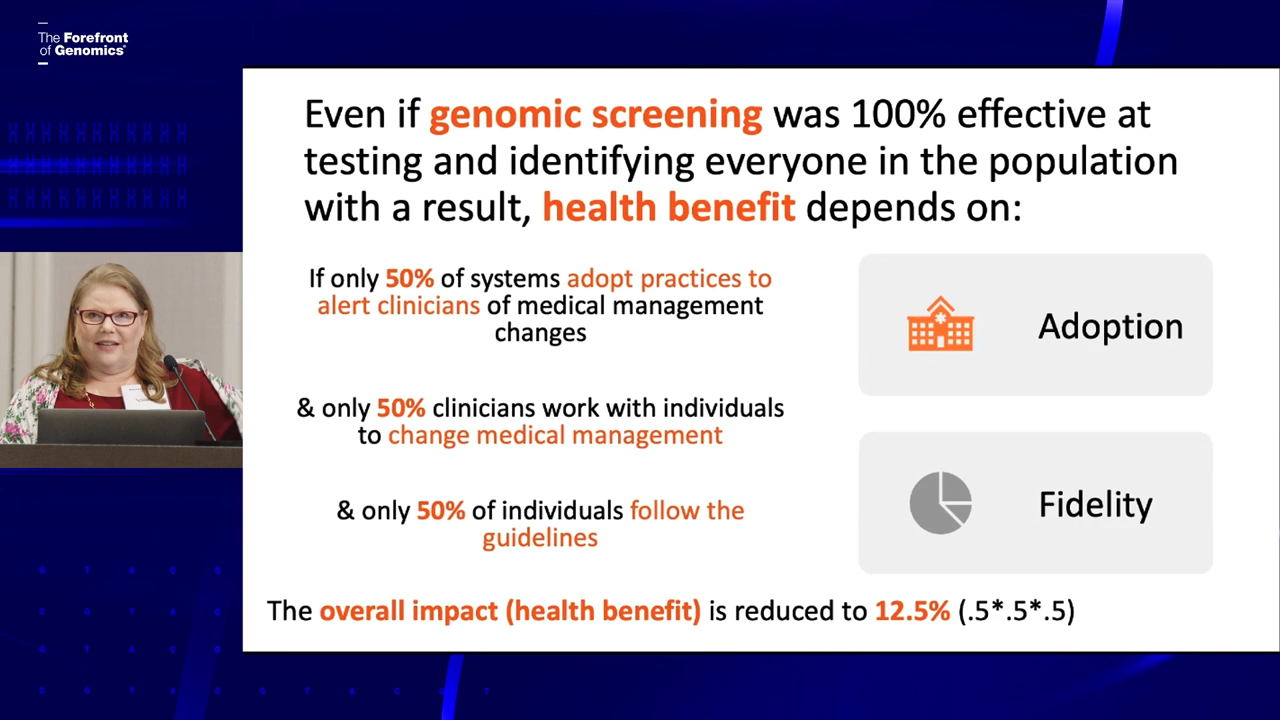 The Forefront
of Genomics®
Even if genomic screening was 100% effective at
testing and identifying everyone in the population
with a result, health benefit depends on:
If only 50% of systems adopt practices to
alert clinicians of medical management
changes
Adoption
& only 50% clinicians work with individuals
to change medical management
Fidelity
& only 50% of individuals follow the
guidelines
The overall impact (health benefit) is reduced to 12.5% (.5*.5*.5)